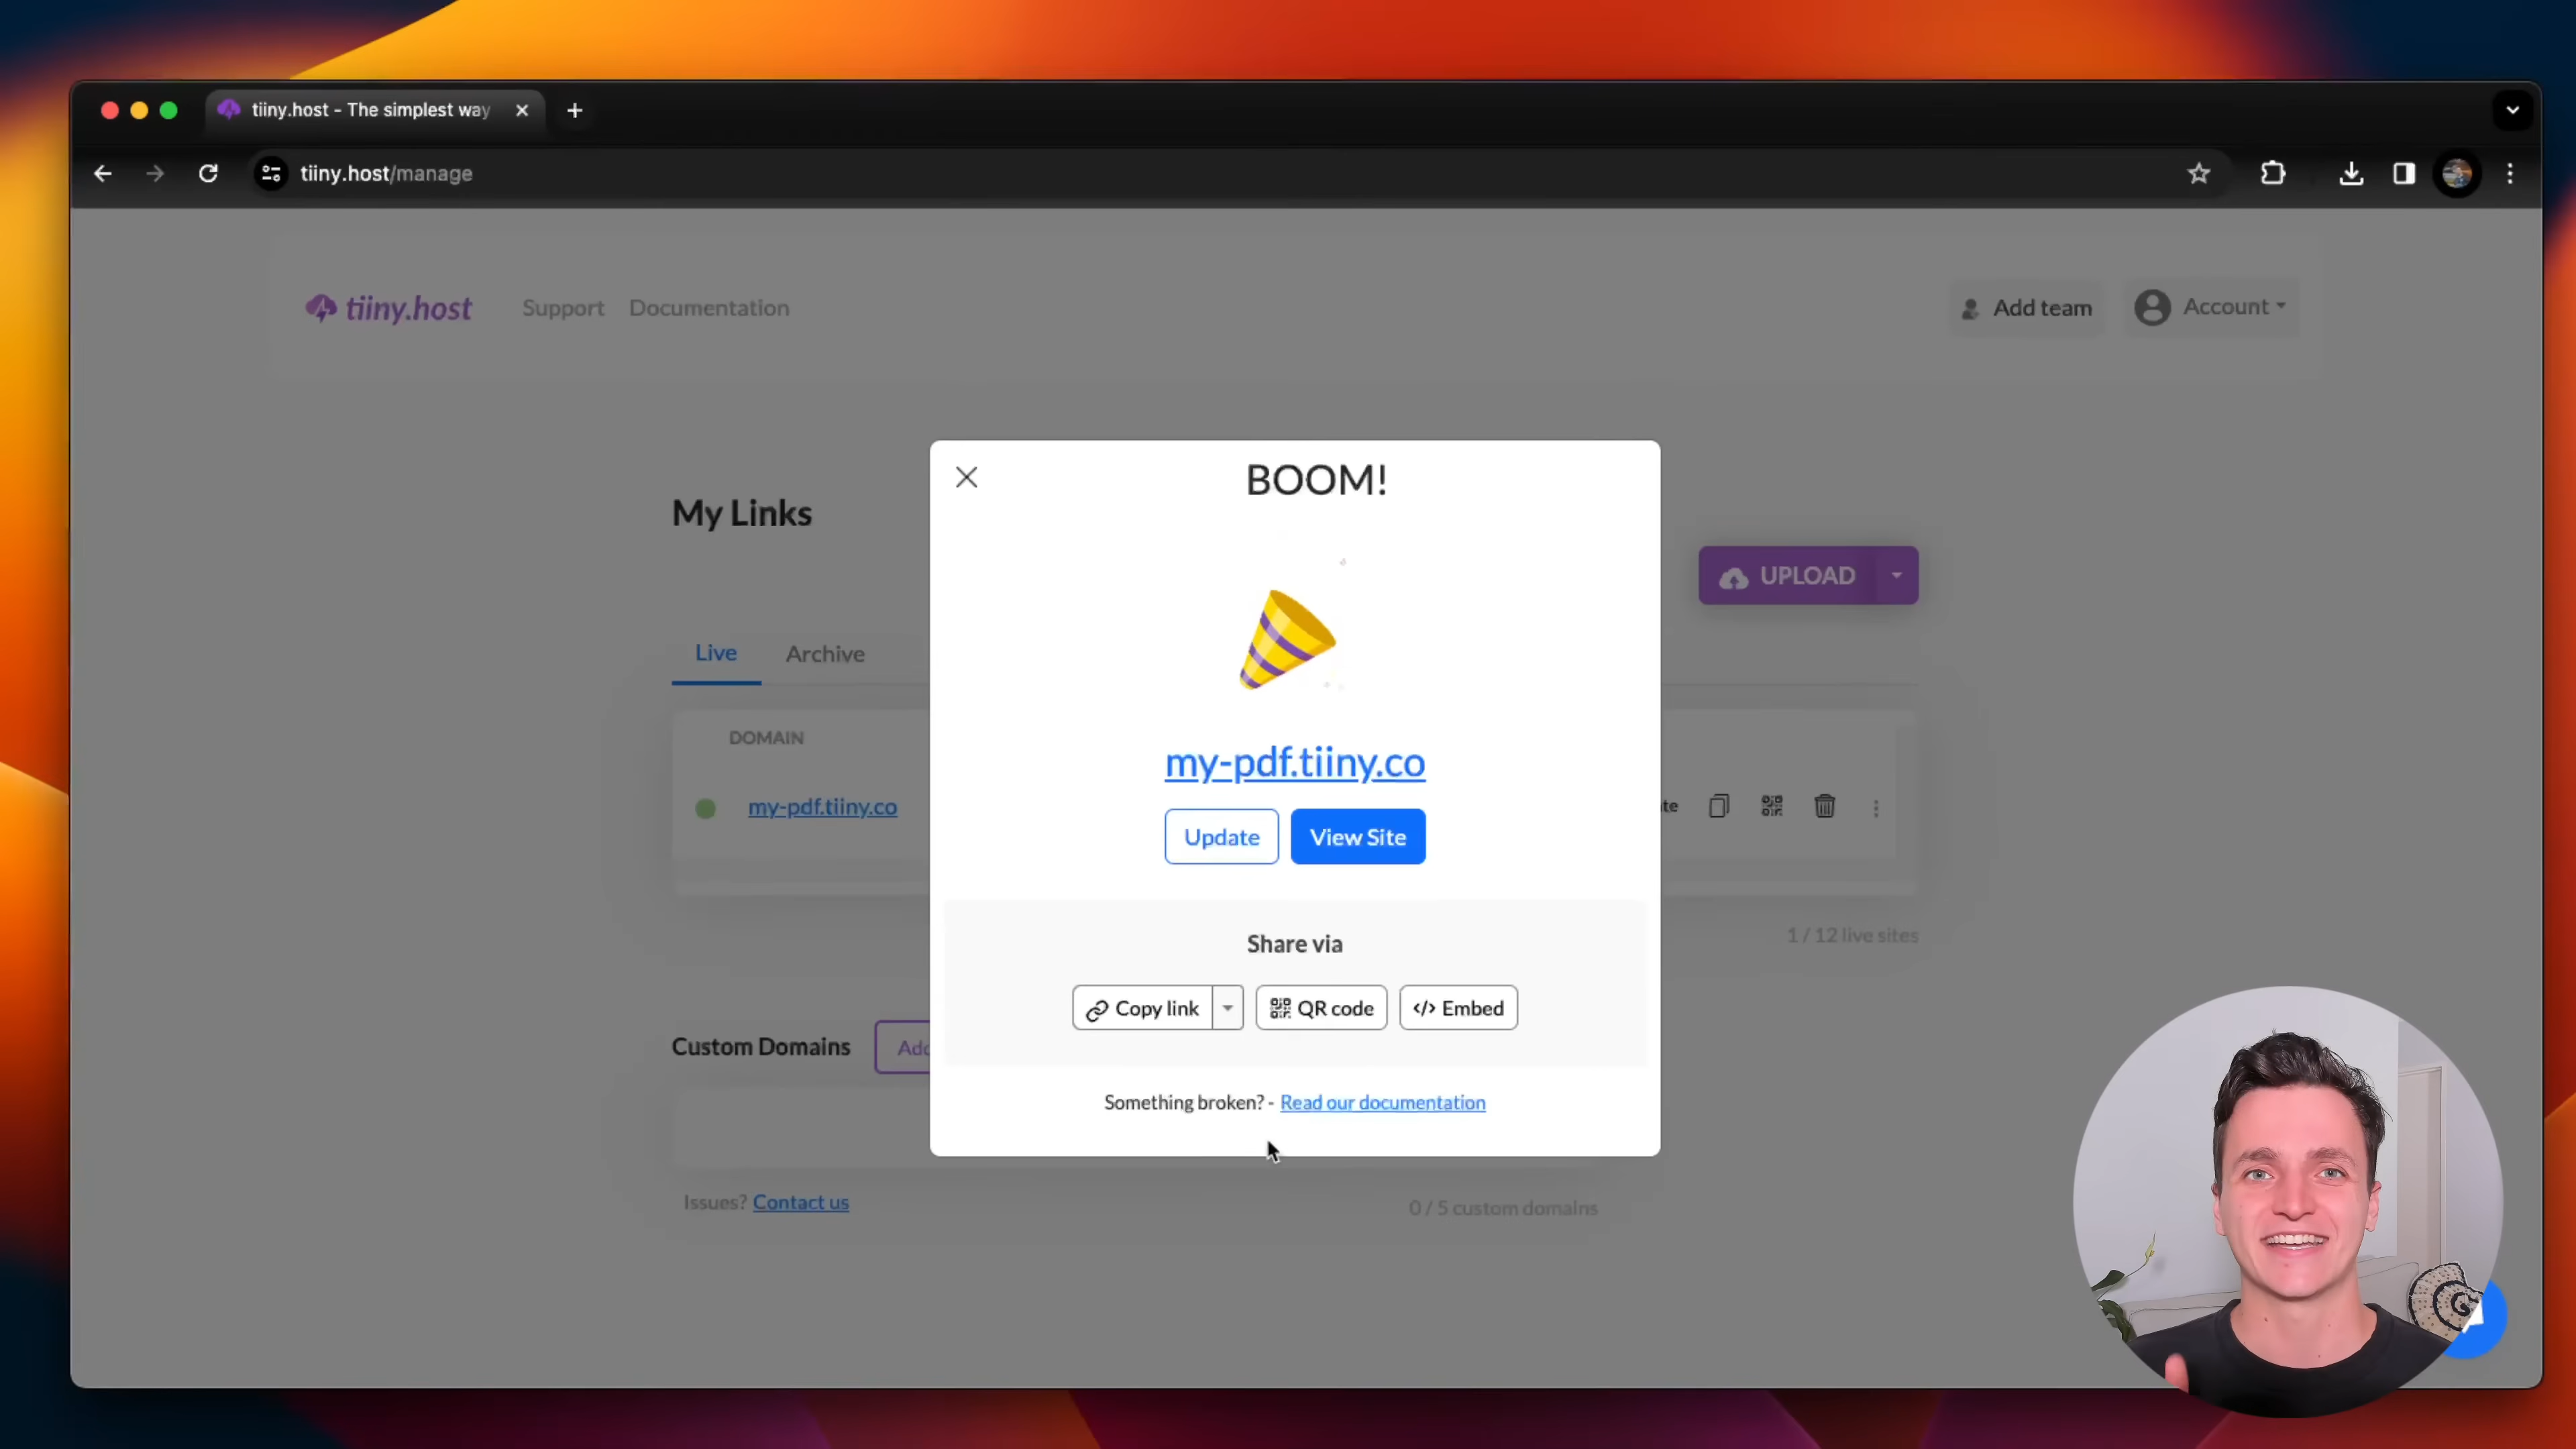 tiiny.host - The simplest way
tiiny.host/manage
tiiny.host
Support
Documentation
Add team
Account
BOOM!
My Links
UPLOAD
Live
Archive
DOMAIN
my-pdf.tiiny.co
my-pdf.tiiny.co
te
Update
View Site
1 / 12 live sites
Share via
Copy link
QR code
</> Embed
Custom Domains
Add
Something broken? - Read our documentation
Issues? Contact us
0 / 5 custom domains